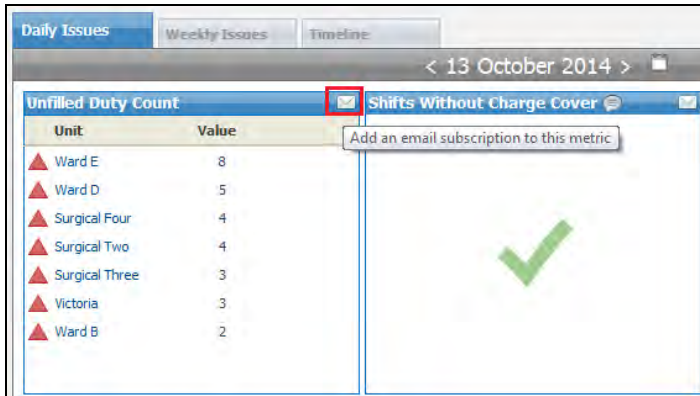 Daily Issues Weekly Issues Timeline
< 13 October 2014 >
Unfilled Duty Count
Unit Value
Ward E 8
Ward D 5
Surgical Four 4
Surgical Two 4
Surgical Three 3
Victoria 3
Ward B 2
Shifts Without Charge Cover
Add an email subscription to this metric